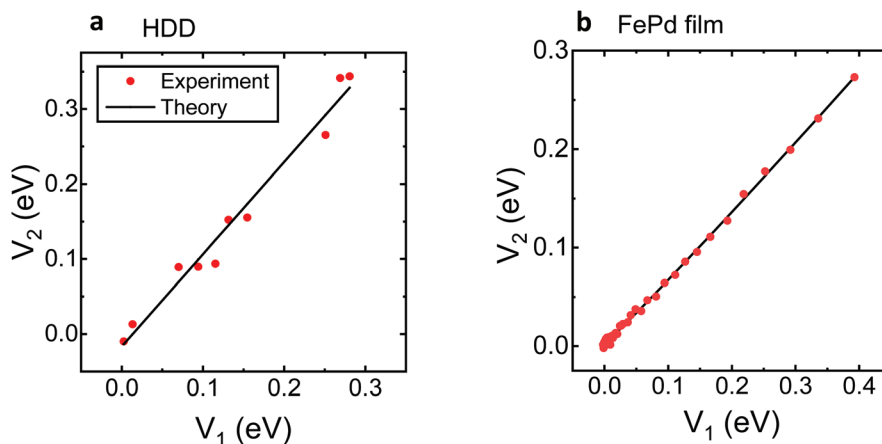 a HDD
Experiment
Theory
0.3
0.2
0.1
0.0
V₂ (eV)
0.0 0.1 0.2 0.3
V₁ (eV)
b FePd film
0.3
0.2
0.1
0.0
V₂ (eV)
0.0 0.1 0.2 0.3 0.4
V₁ (eV)